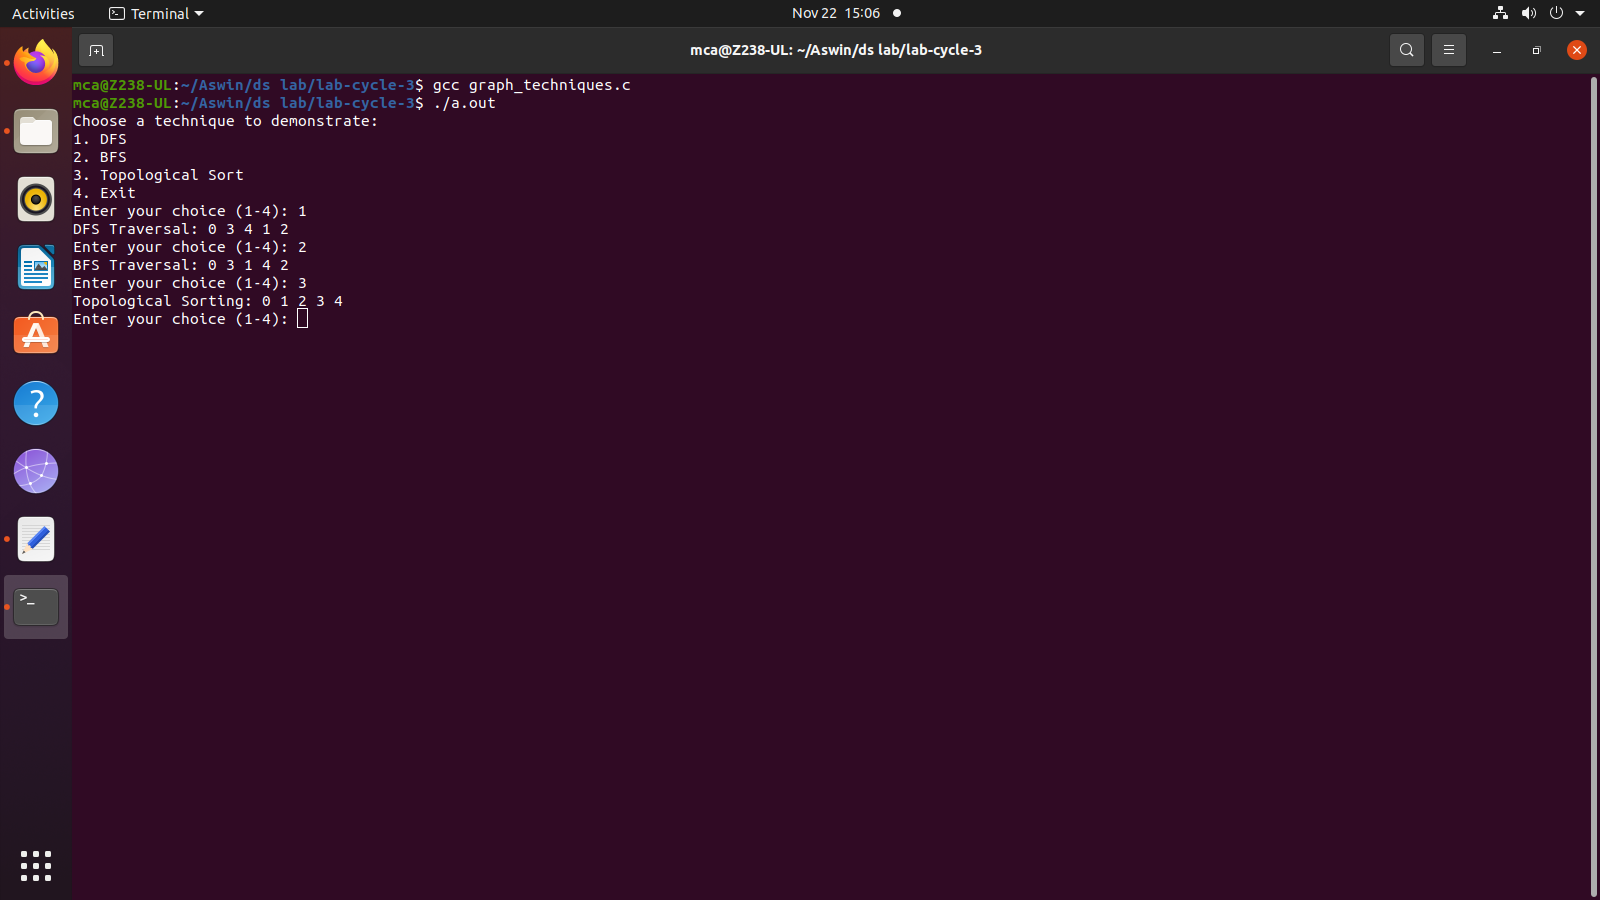 Activities Terminal Nov 22 15:06
mca@Z238-UL: ~/Aswin/ds lab/lab-cycle-3
mca@Z238-UL:~/Aswin/ds lab/lab-cycle-3$ gcc graph_techniques.c
mca@Z238-UL:~/Aswin/ds lab/lab-cycle-3$ ./a.out
Choose a technique to demonstrate:
1. DFS
2. BFS
3. Topological Sort
4. Exit
Enter your choice (1-4): 1
DFS Traversal: 0 3 4 1 2
Enter your choice (1-4): 2
BFS Traversal: 0 3 1 4 2
Enter your choice (1-4): 3
Topological Sorting: 0 1 2 3 4
Enter your choice (1-4):